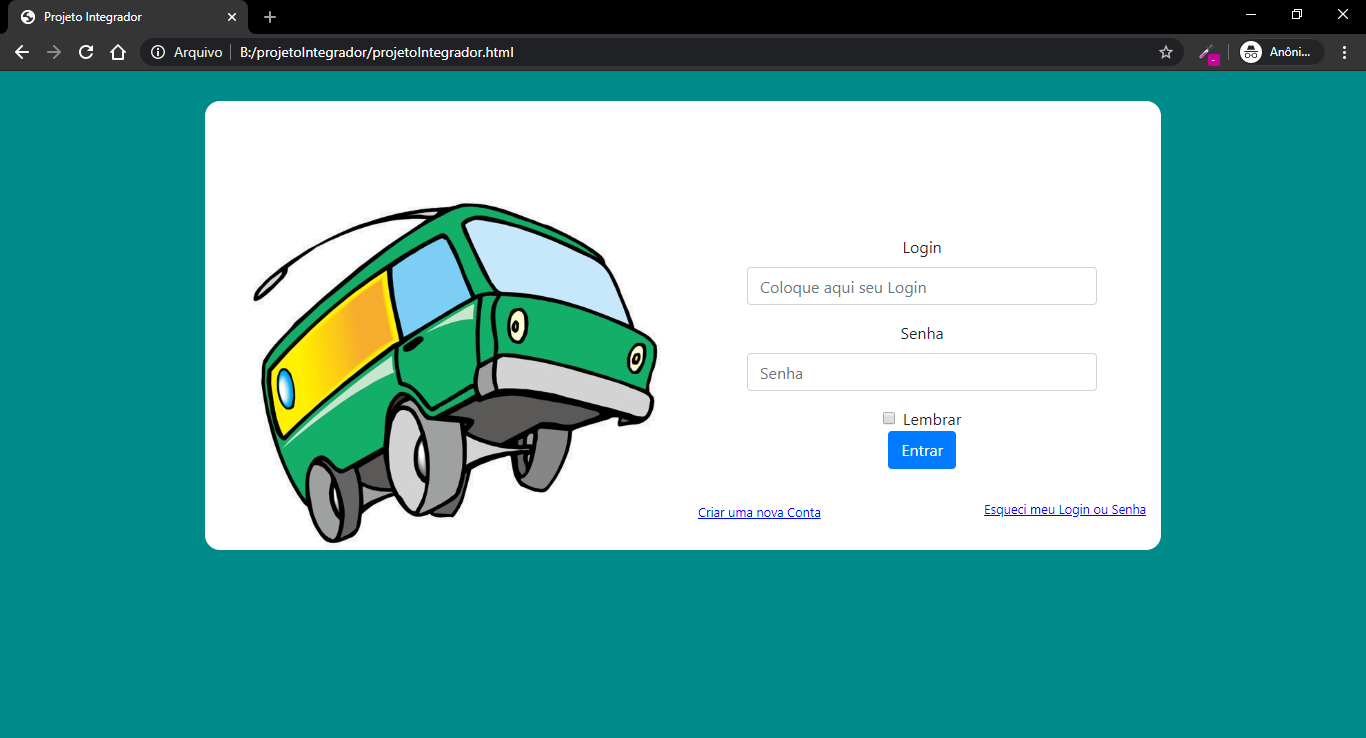 Projeto Integrador
Arquivo B:/projetoIntegrador/projetoIntegrador.html Anôni...
Login
Coloque aqui seu Login
Senha
Senha
Lembrar
Entrar
Criar uma nova Conta Esqueci meu Login ou Senha